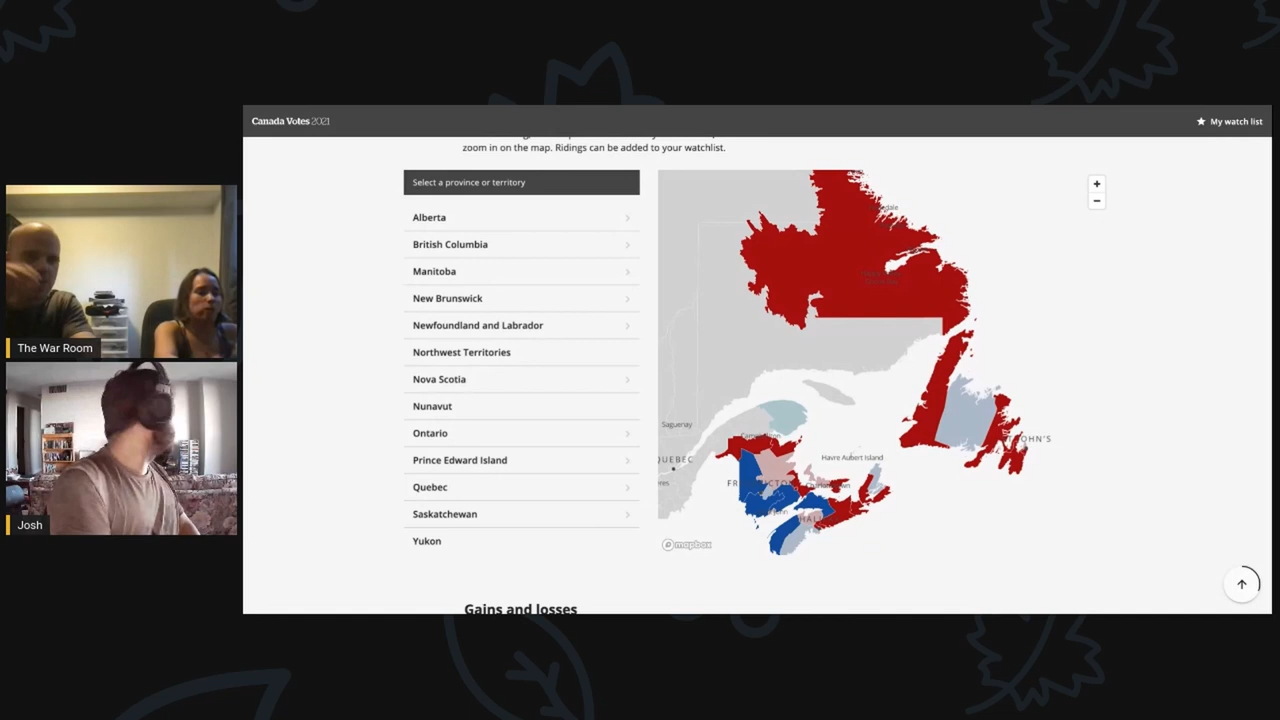 Canada Votes 2021
My watch list
zoom in on the map. Ridings can be added to your watchlist.
Select a province or territory
Alberta
British Columbia
Manitoba
New Brunswick
Newfoundland and Labrador
Northwest Territories
Nova Scotia
Nunavut
Ontario
Prince Edward Island
Quebec
Saskatchewan
Yukon
Saguenay
Havre Aubert Island
mapbox
Gains and losses
The War Room
Josh